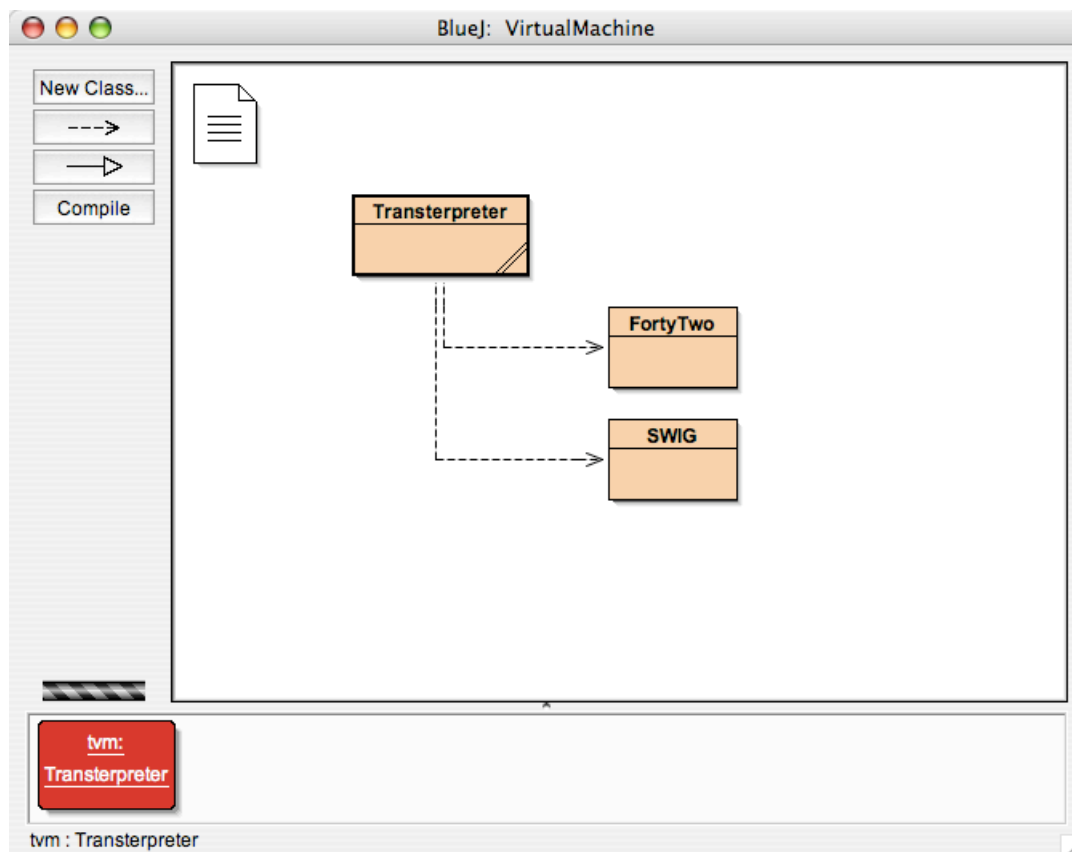 BlueJ: VirtualMachine
New Class...
Compile
Transterpreter
FortyTwo
SWIG
tvm:
Transterpreter
tvm : Transterpreter